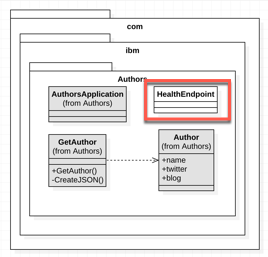 com
ibm
Authors
AuthorsApplication
(from Authors)
HealthEndpoint
GetAuthor
(from Authors)
+GetAuthor()
-CreateJSON()
Author
(from Authors)
+name
+twitter
+blog